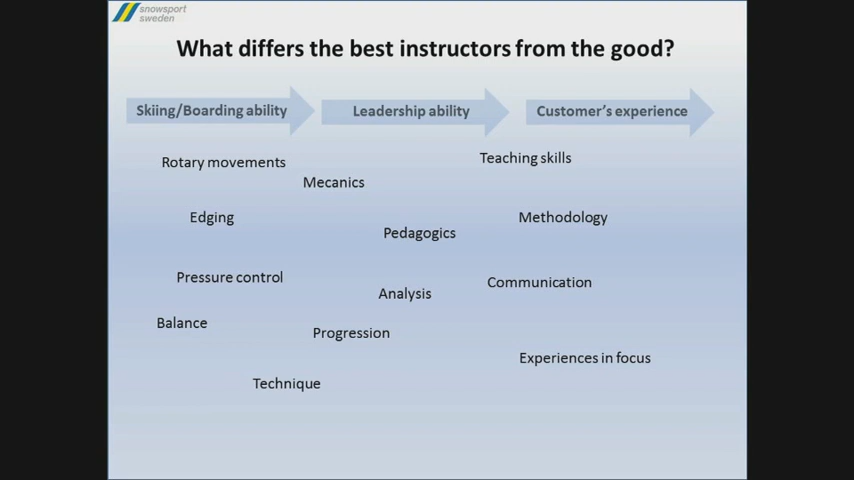 snowsport
sweden
What differs the best instructors from the good?
Skiing/Boarding ability
Leadership ability
Customer's experience
Rotary movements
Teaching skills
Mecanics
Edging
Methodology
Pedagogics
Pressure control
Communication
Analysis
Balance
Progression
Experiences in focus
Technique